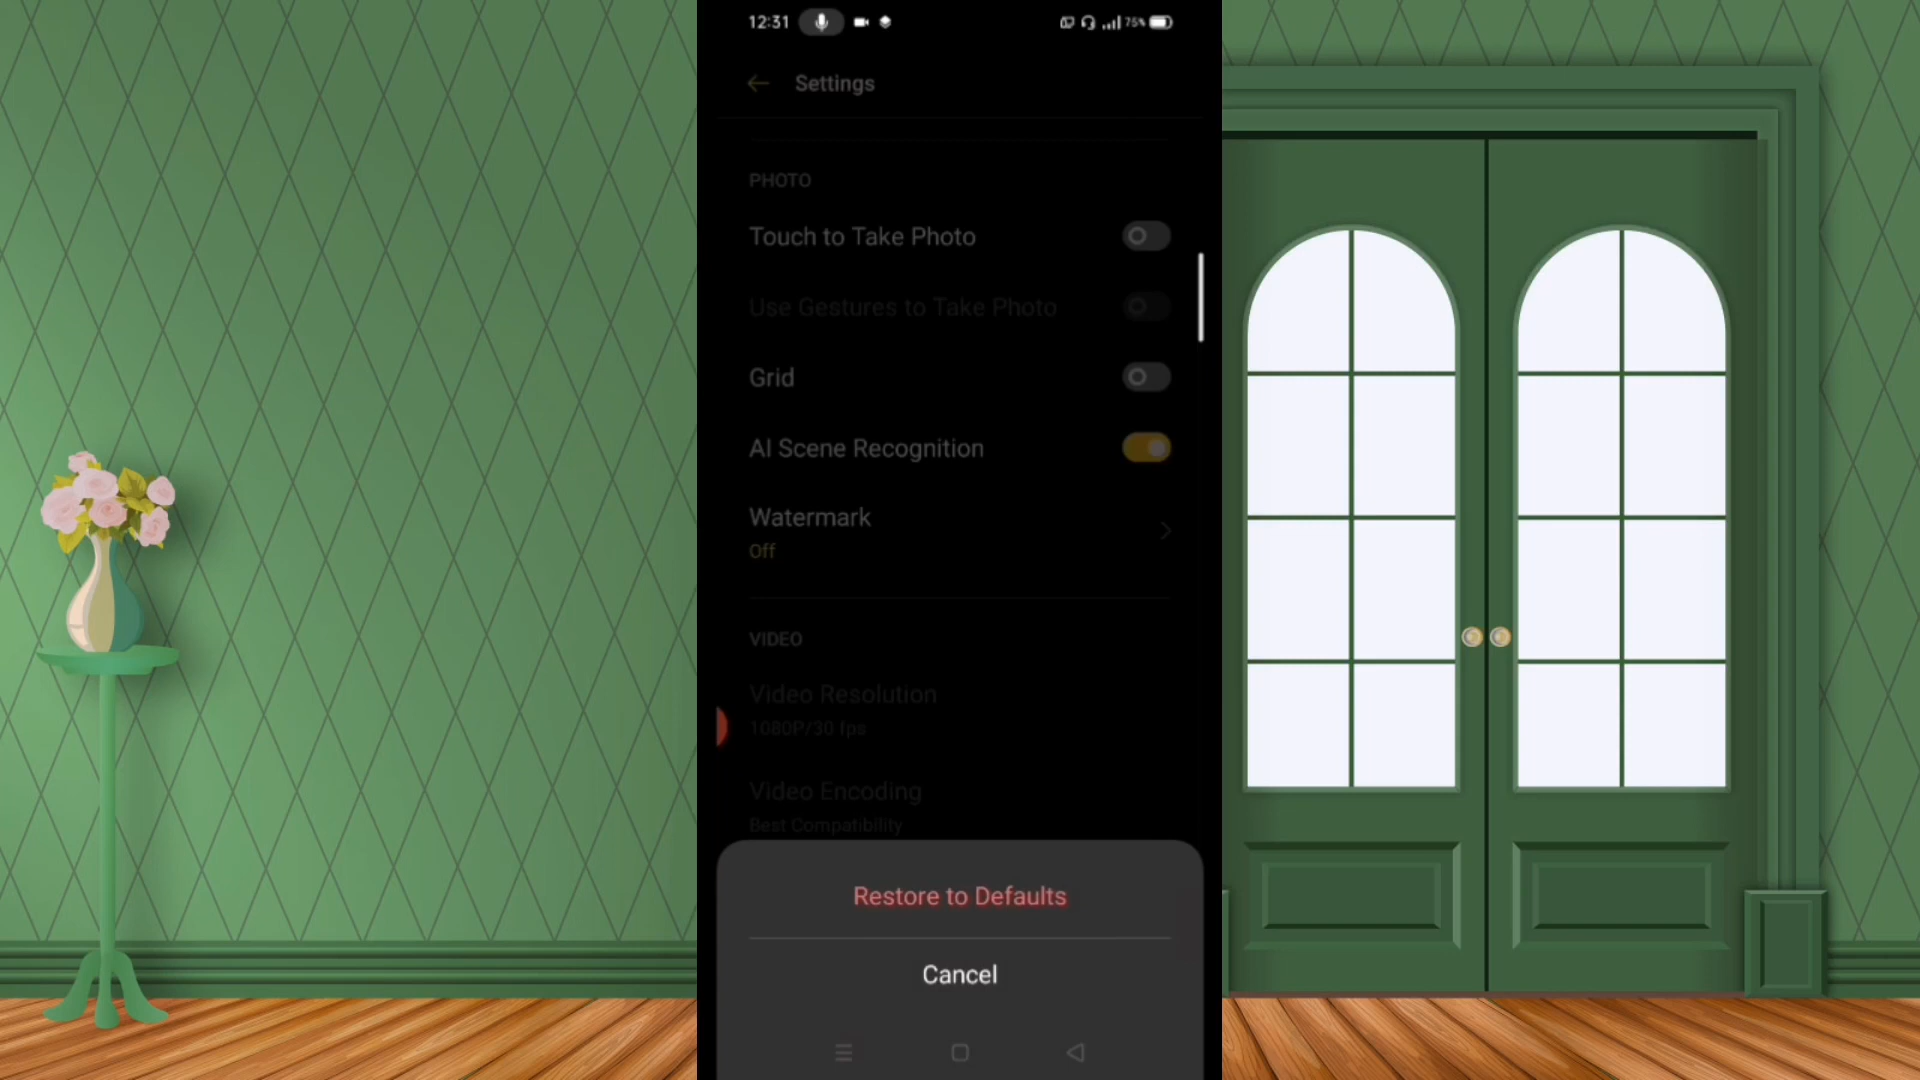 12:31
75%
Settings
PHOTO
Touch to Take Photo
Use Gestures to Take Photo
Grid
AI Scene Recognition
Watermark
Off
VIDEO
Video Resolution
1080P/30 fps
Video Encoding
Best Compatibility
Restore to Defaults
Cancel